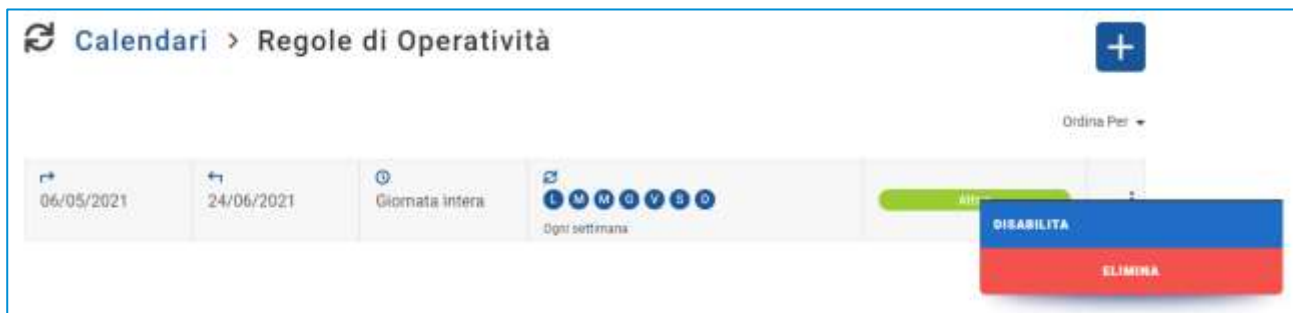 Calendari > Regole di Operatività
Ordina Per
06/05/2021
24/06/2021
Giornata intera
L M M G V S D
Ogni settimana
DISABILITA
ELIMINA